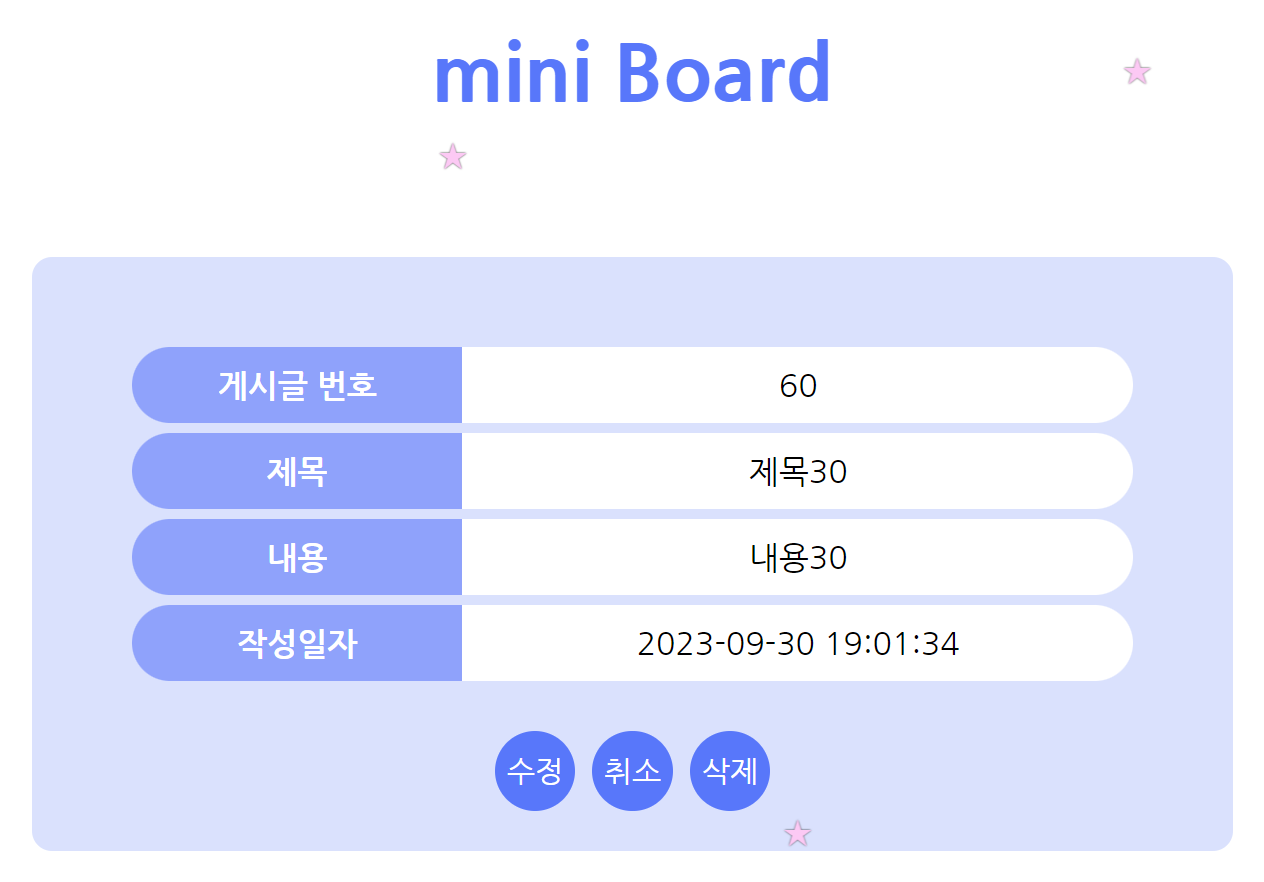 mini Board
게시글 번호 60
제목 제목30
내용 내용30
작성일자 2023-09-30 19:01:34
수정 취소 삭제